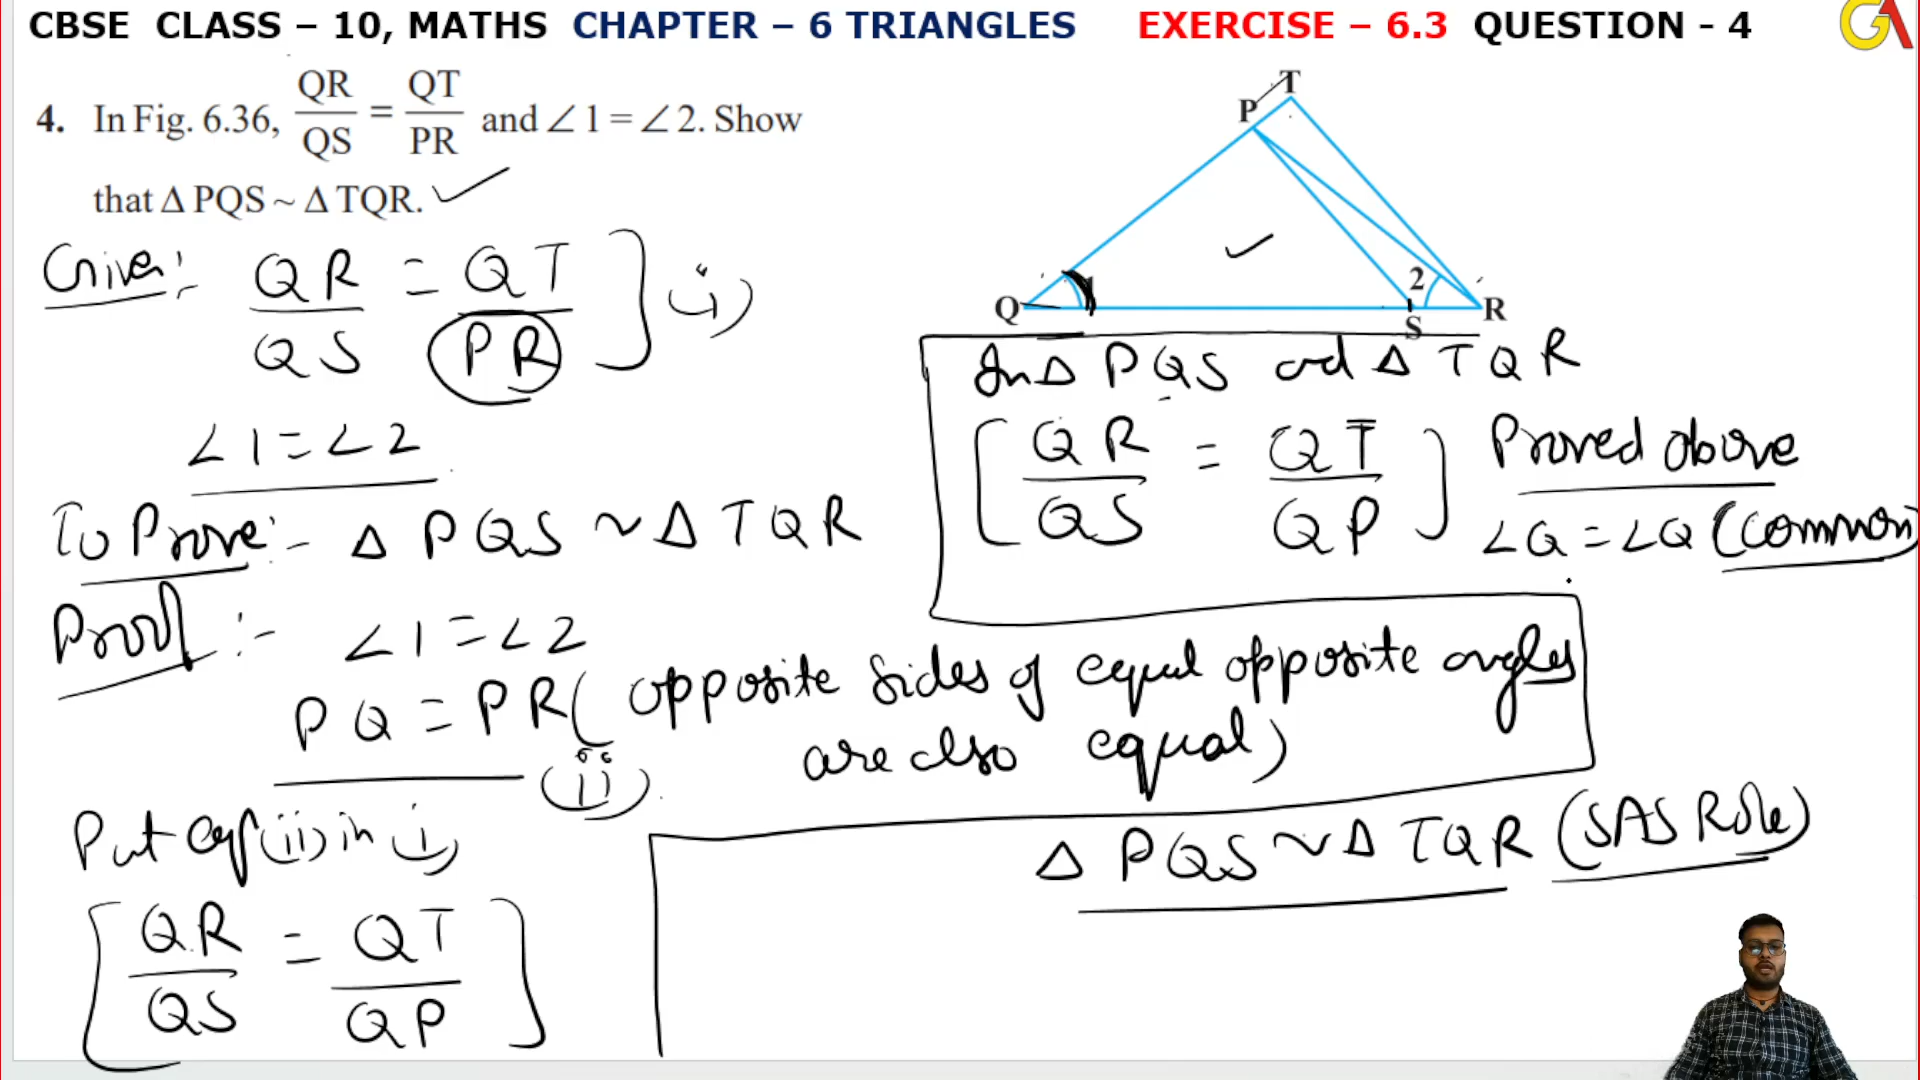 CBSE CLASS – 10, MATHS CHAPTER – 6 TRIANGLES EXERCISE – 6.3 QUESTION - 4
GA
4. In Fig. 6.36, QR/QS = QT/PR and ∠1 = ∠2. Show
that Δ PQS ~ Δ TQR.
T
P
Q
1
2
S
R
Given:- QR/QS = QT/PR (i)
∠1 = ∠2
To Prove:- Δ PQS ~ Δ TQR
Proof :- ∠1 = ∠2
PQ = PR ( opposite sides of equal opposite angles
are also equal)
(ii)
Put eqn (ii) in (i)
[ QR/QS = QT/QP ]
In Δ PQS and Δ TQR
[ QR/QS = QT/QP ] Proved above
∠Q = ∠Q (common)
Δ PQS ~ Δ TQR (SAS Role)